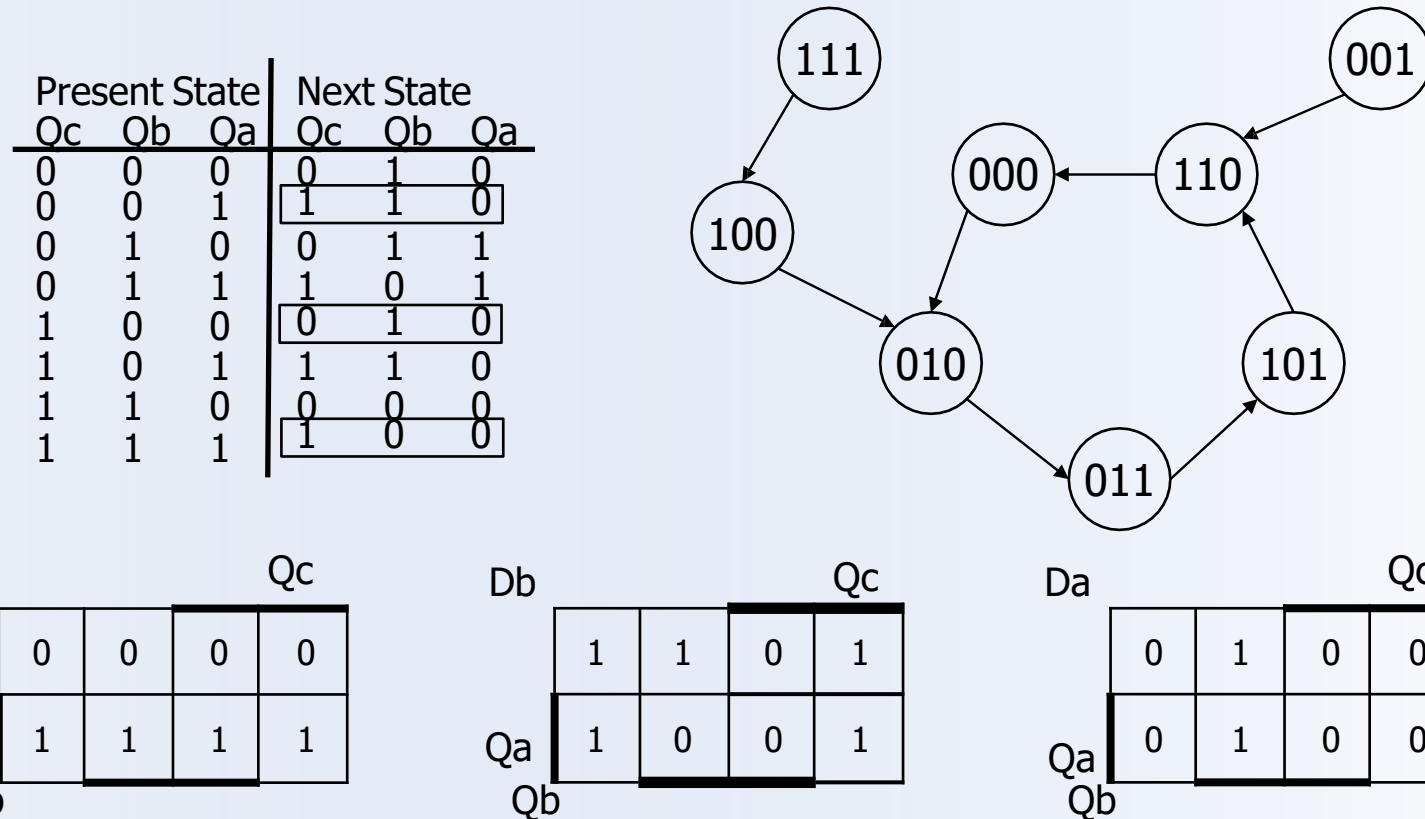 Present State Next State
Qc Qb Qa Qc Qb Qa
0 0 0 0 1 0
0 0 1 1 1 0
0 1 0 0 1 1
0 1 1 1 0 1
1 0 0 0 1 0
1 0 1 1 1 0
1 1 0 0 0 0
1 1 1 1 0 0
111
001
000
110
100
010
101
011
Qc
0 0 0 0
1 1 1 1
Db
Qc
1 1 0 1
Qa
1 0 0 1
Qb
Da
Qc
0 1 0 0
Qa
0 1 0 0
Qb